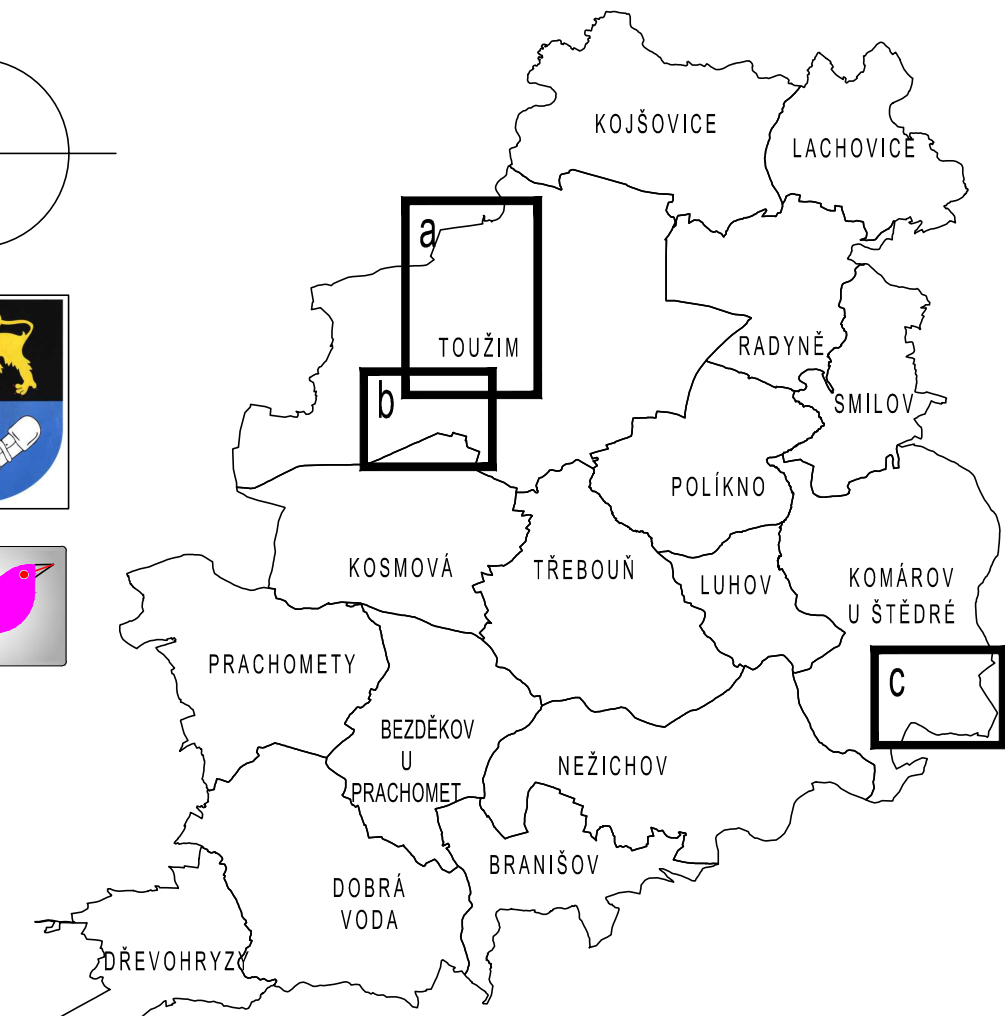 KOJŠOVICE
LACHOVICE
a
TOUŽIM
RADYNĚ
b
SMILOV
POLÍKNO
KOSMOVÁ
TŘEBOUŇ
LUHOV
KOMÁROV
U ŠTĚDRÉ
PRACHOMETY
c
BEZDĚKOV
U
PRACHOMET
NEŽICHOV
BRANIŠOV
DOBRÁ
VODA
DŘEVOHRYZY